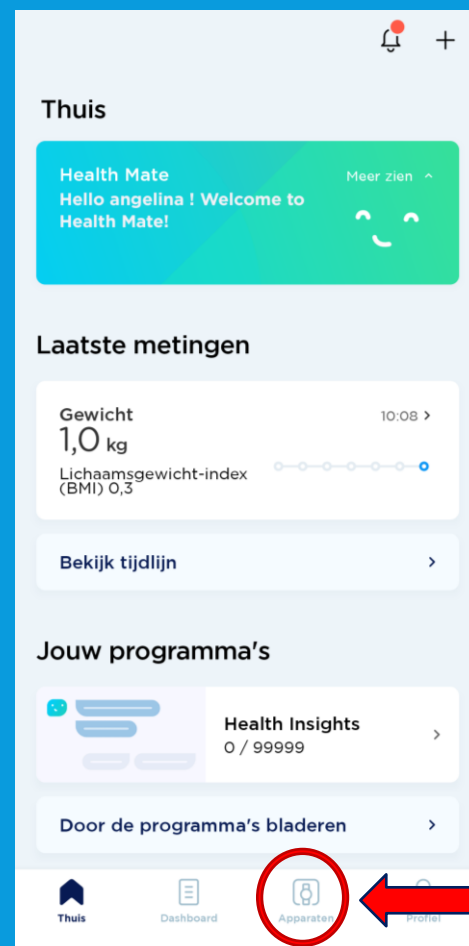 Thuis
Health Mate
Meer zien
Hello angelina ! Welcome to
Health Mate!
Laatste metingen
Gewicht
10:08
1,0 kg
Lichaamsgewicht-index
(BMI) 0,3
Bekijk tijdlijn
Jouw programma's
Health Insights
0 / 99999
Door de programma's bladeren
Thuis
Dashboard
Apparaten
Profiel